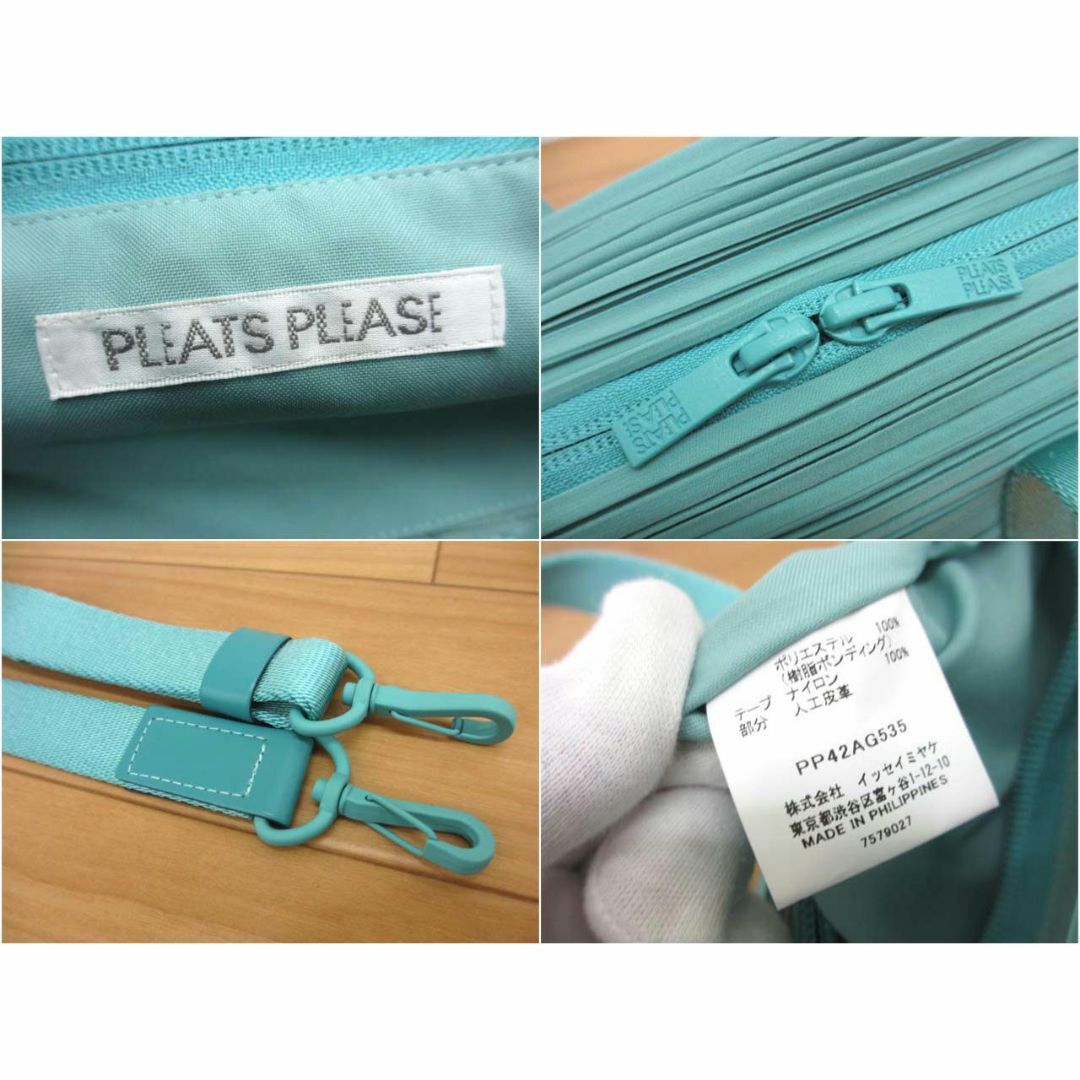 PLEATS PLEASE
PLEATS
PLEASE
PLEATS
PLEASE
ポリエステル 100%
(樹脂ボンディング)
テープ ナイロン 100%
部分 人工皮革
PP42AG535
株式会社 イッセイミヤケ
東京都渋谷区富ヶ谷1-12-10
MADE IN PHILIPPINES
7579027